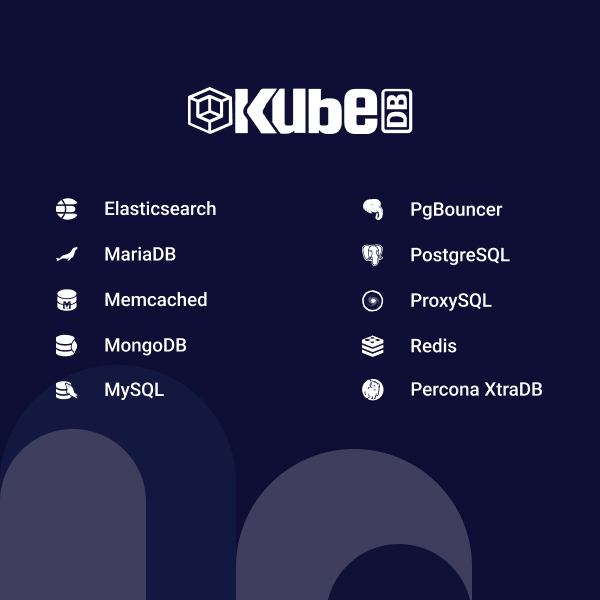 KubeDB
Elasticsearch
MariaDB
Memcached
MongoDB
MySQL
PgBouncer
PostgreSQL
ProxySQL
Redis
Percona XtraDB